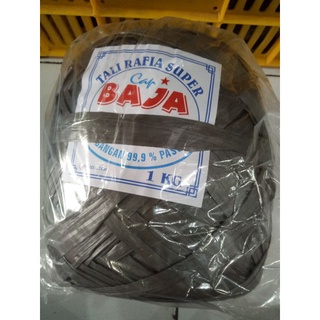 TALI RAFIA SUPER
Cap
BAJA
99,9 % PAS
1 KG